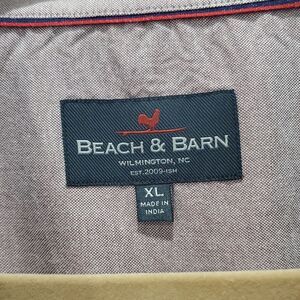 BEACH & BARN
WILMINGTON, NC
EST. 2009-ISH
XL
MADE IN
INDIA